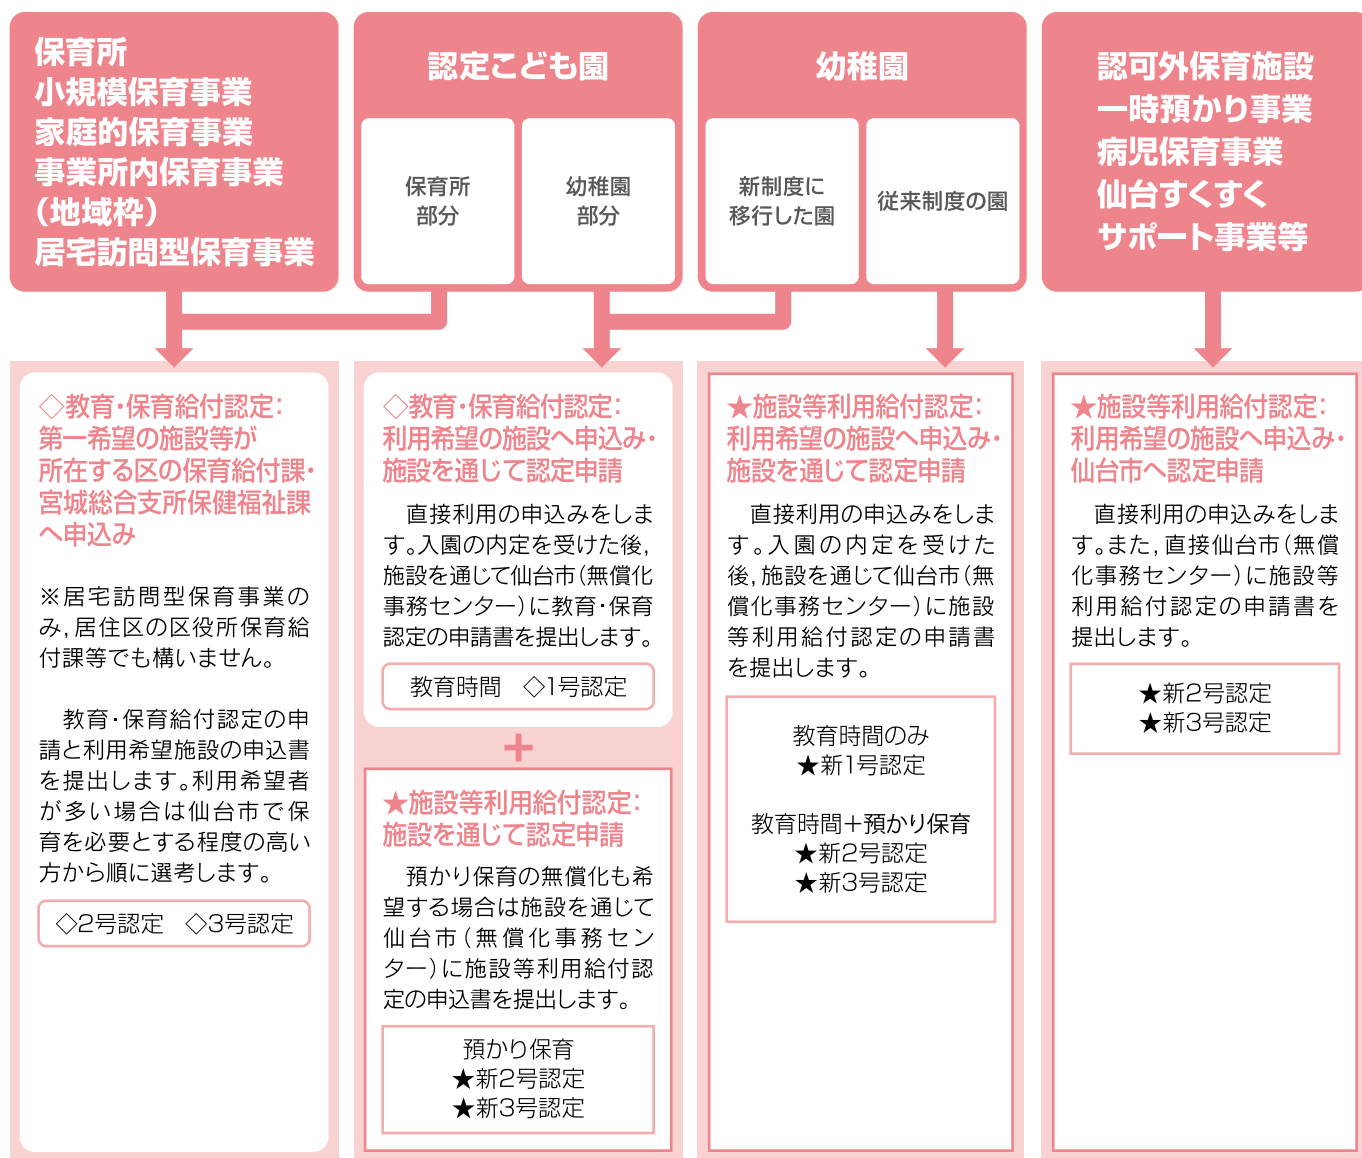 保育所
小規模保育事業
家庭的保育事業
事業所内保育事業
（地域枠）
居宅訪問型保育事業
認定こども園
保育所
部分
幼稚園
部分
幼稚園
新制度に
移行した園
従来制度の園
認可外保育施設
一時預かり事業
病児保育事業
仙台すくすく
サポート事業等
◇教育・保育給付認定：
第一希望の施設等が
所在する区の保育給付課・
宮城総合支所保健福祉課
へ申込み
※居宅訪問型保育事業の
み，居住区の区役所保育給
付課等でも構いません。
教育・保育給付認定の申
請と利用希望施設の申込書
を提出します。利用希望者
が多い場合は仙台市で保
育を必要とする程度の高い
方から順に選考します。
◇2号認定　◇3号認定
◇教育・保育給付認定：
利用希望の施設へ申込み・
施設を通じて認定申請
直接利用の申込みをしま
す。入園の内定を受けた後，
施設を通じて仙台市（無償化
事務センター）に教育・保育
認定の申請書を提出します。
教育時間　◇1号認定
＋
★施設等利用給付認定：
施設を通じて認定申請
預かり保育の無償化も希
望する場合は施設を通じて
仙台市（無償化事務セン
ター）に施設等利用給付認
定の申込書を提出します。
預かり保育
★新2号認定
★新3号認定
★施設等利用給付認定：
利用希望の施設へ申込み・
施設を通じて認定申請
直接利用の申込みをしま
す。入園の内定を受けた
後，施設を通じて仙台市（無
償化事務センター）に施設
等利用給付認定の申請書
を提出します。
教育時間のみ
★新1号認定
教育時間＋預かり保育
★新2号認定
★新3号認定
★施設等利用給付認定：
利用希望の施設へ申込み・
仙台市へ認定申請
直接利用の申込みをしま
す。また，直接仙台市（無償
化事務センター）に施設等
利用給付認定の申請書を
提出します。
★新2号認定
★新3号認定